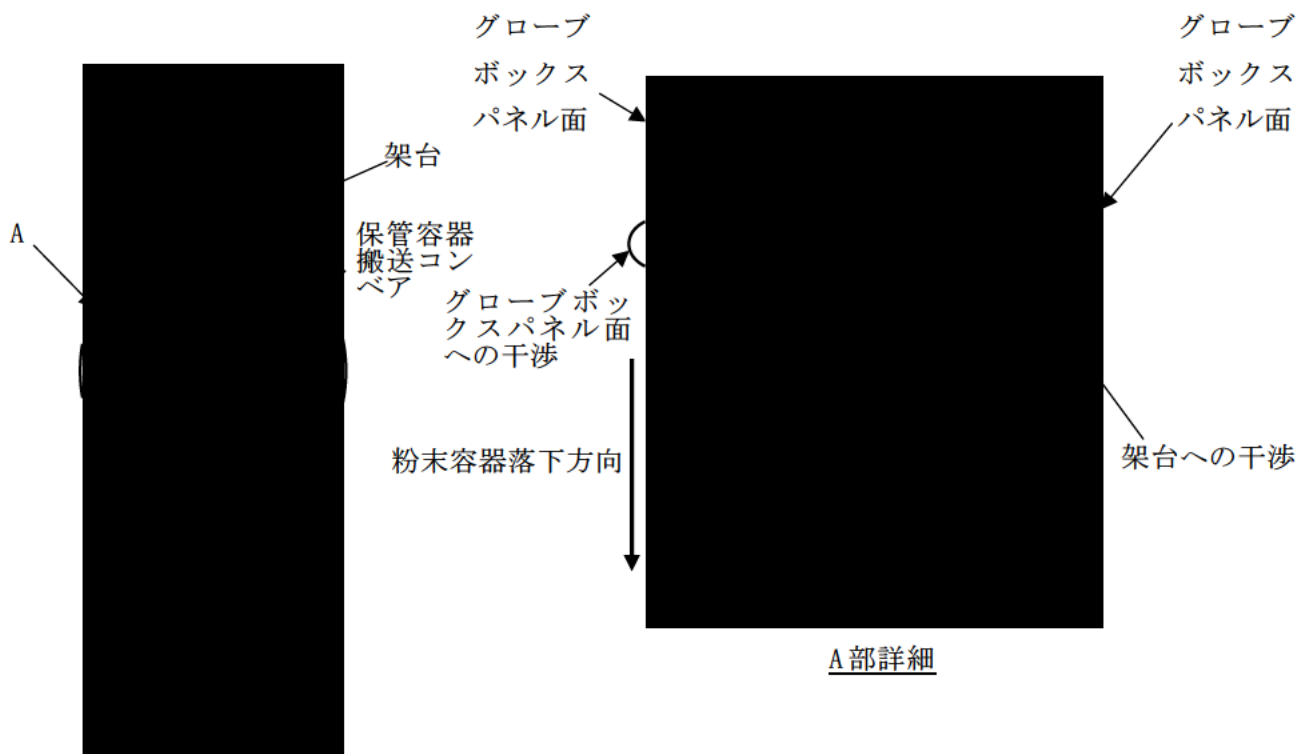 グローブ
ボックス
パネル面
グローブ
ボックス
パネル面
架台
A
保管容器
搬送コン
ベア
グローブボッ
クスパネル面
への干渉
粉末容器落下方向
架台への干渉
A部詳細